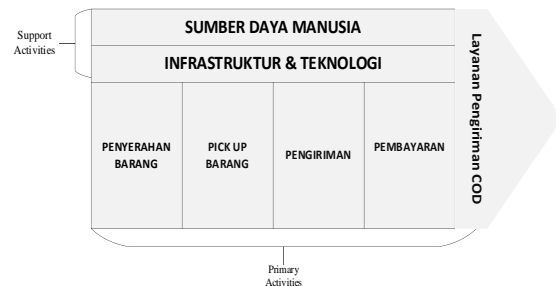 Support
Activities
SUMBER DAYA MANUSIA
INFRASTRUKTUR & TEKNOLOGI
PENYERAHAN
BARANG
PICK UP
BARANG
PENGIRIMAN
PEMBAYARAN
Layanan Pengiriman COD
Primary
Activities